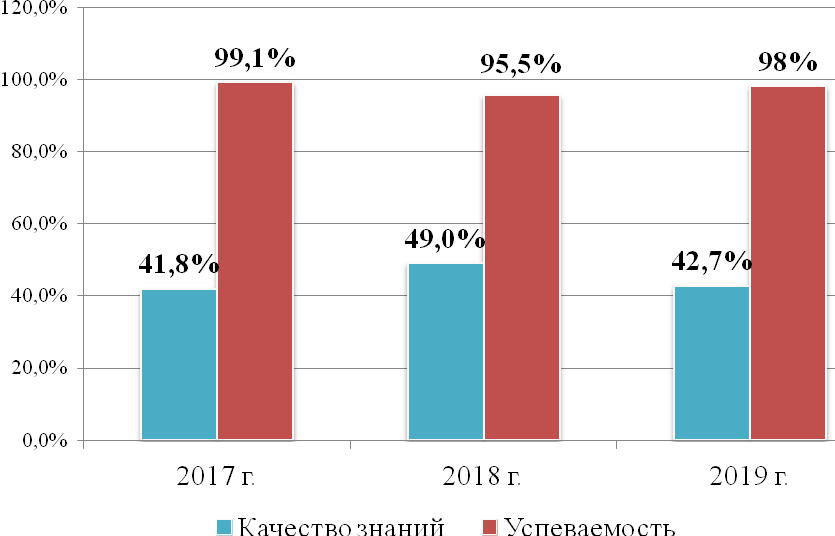 120,0%
100,0%
80,0%
60,0%
40,0%
20,0%
0,0%
99,1%
95,5%
98%
41,8%
49,0%
42,7%
2017 г.
2018 г.
2019 г.
Качество знаний
Успеваемость